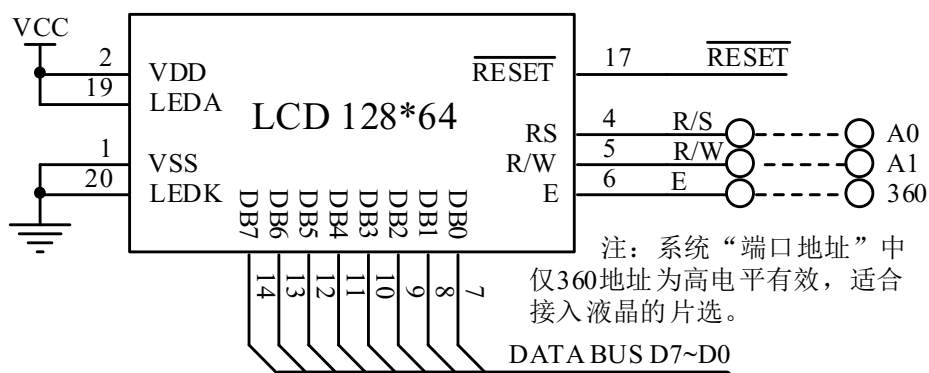 VCC
2 VDD
19 LEDA
1 VSS
20 LEDK
LCD 128*64
RESET 17 RESET
RS 4 R/S A0
R/W 5 R/W A1
E 6 E 360
DB7 DB6 DB5 DB4 DB3 DB2 DB1 DB0
14 13 12 11 10 9 8 7
注：系统“端口地址”中
仅360地址为高电平有效，适合
接入液晶的片选。
DATA BUS D7~D0